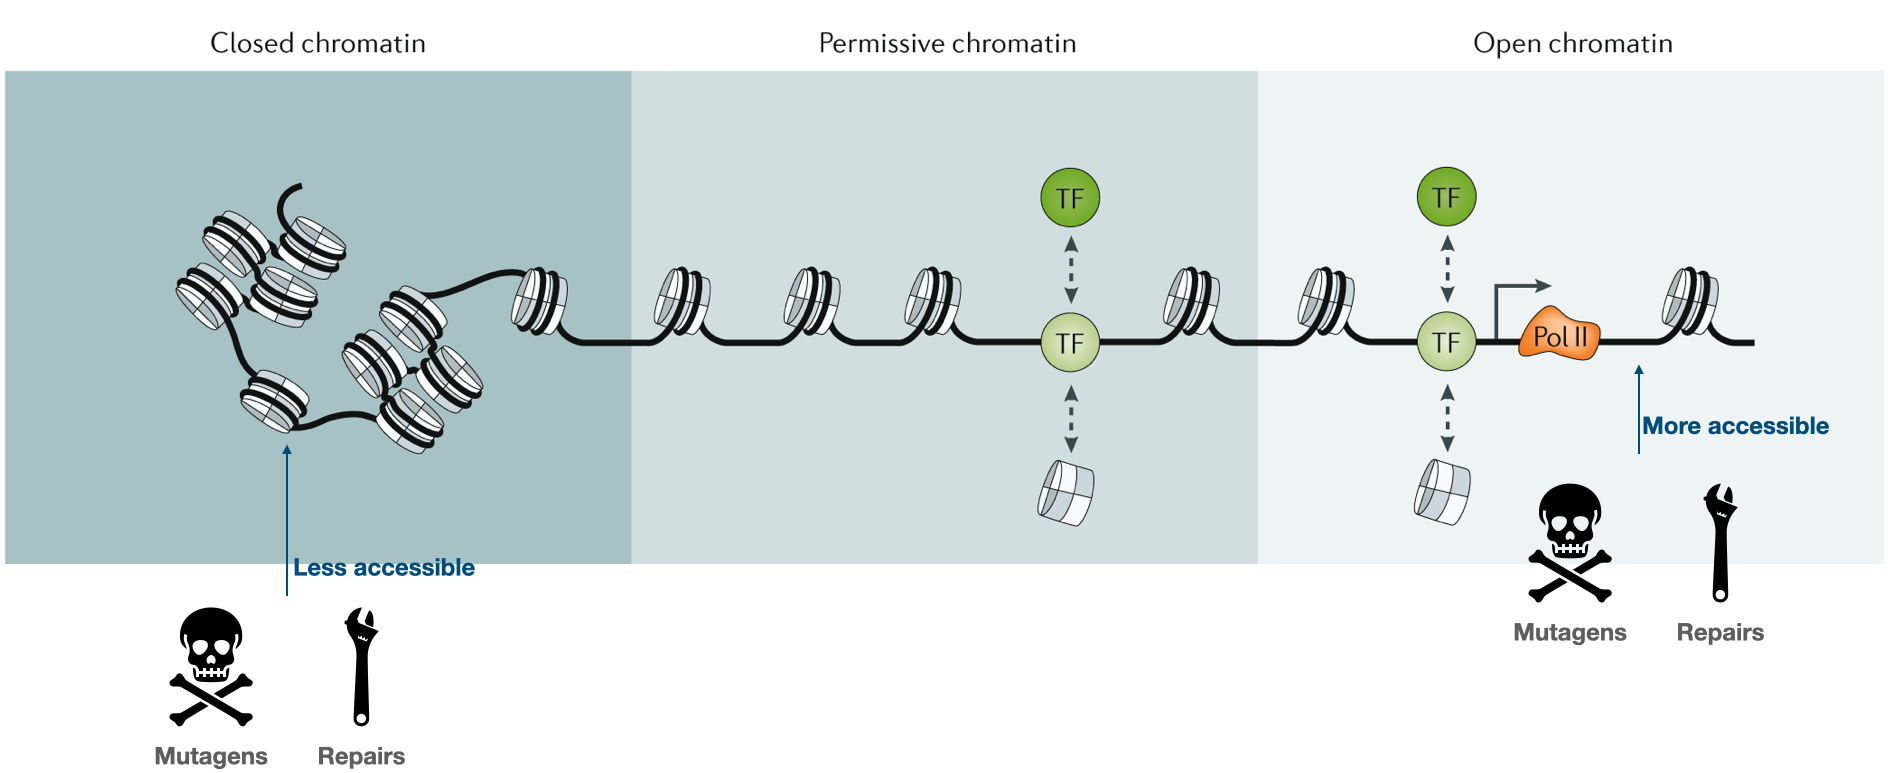 Closed chromatin
Permissive chromatin
Open chromatin
TF
TF
TF
TF
Pol II
More accessible
Less accessible
Mutagens
Repairs
Mutagens
Repairs